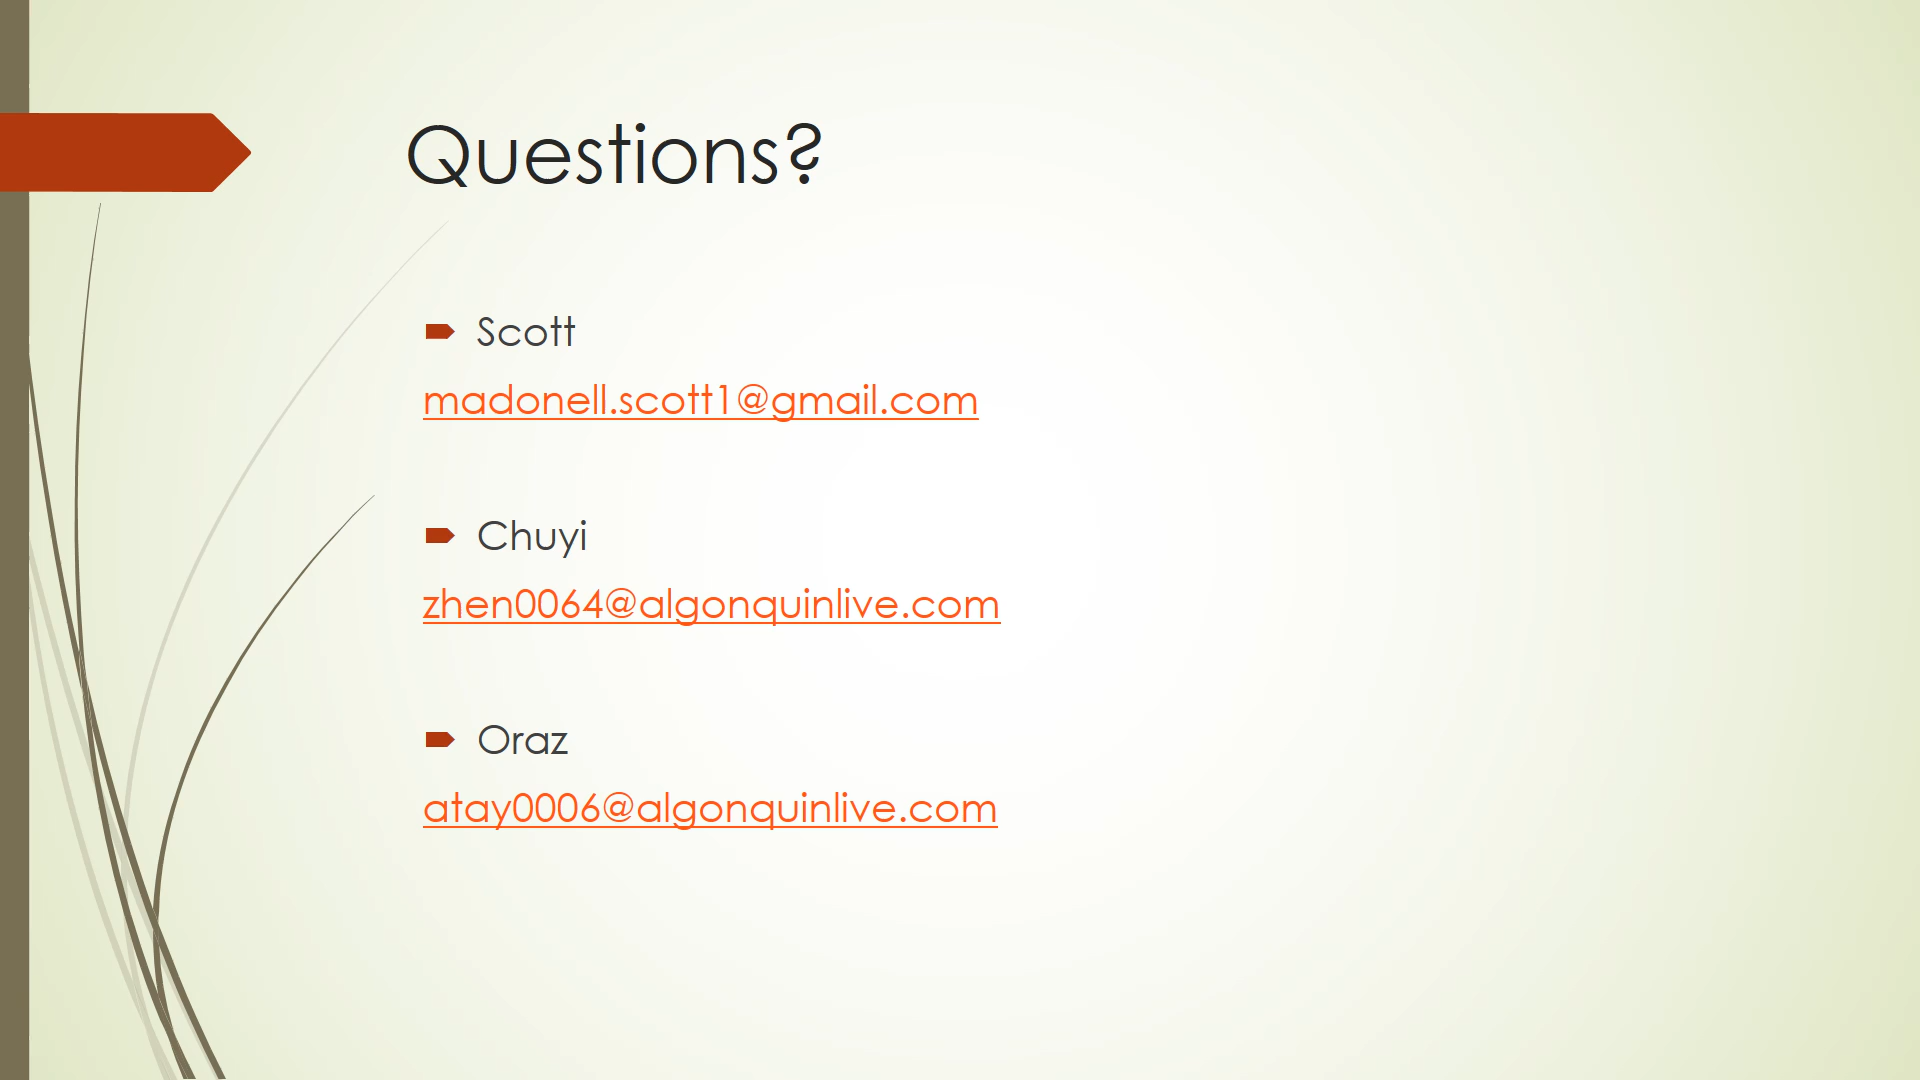 Questions?
Scott
madonell.scott1@gmail.com
Chuyi
zhen0064@algonquinlive.com
Oraz
atay0006@algonquinlive.com